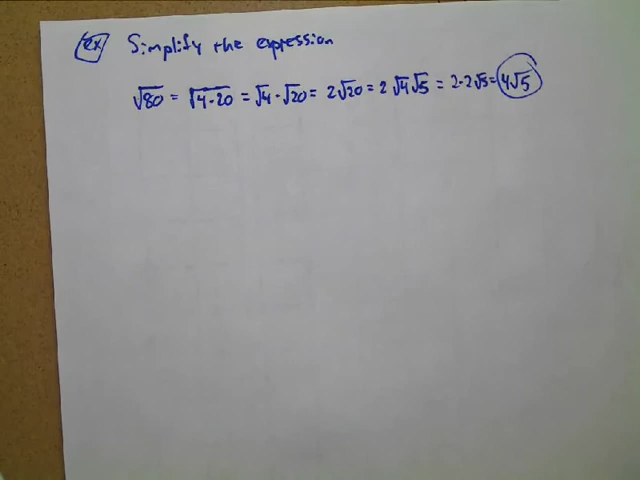 ex Simplify the expression
√80 = √4·20 = √4 · √20 = 2√20 = 2 √4 √5 = 2·2√5 = 4√5